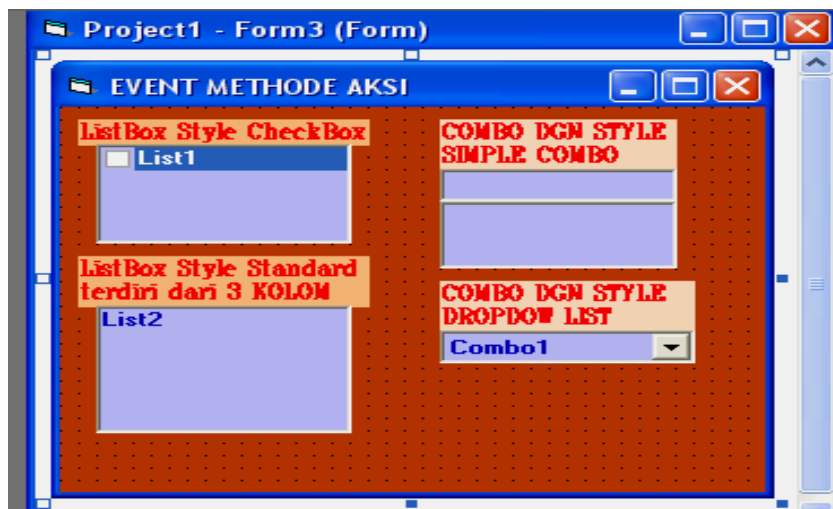 Project1 - Form3 (Form)
EVENT METHODE AKSI
ListBox Style CheckBox
List1
ListBox Style Standard
terdiri dari 3 KOLOM
List2
COMBO DGN STYLE
SIMPLE COMBO
COMBO DGN STYLE
DROPDOW LIST
Combo1